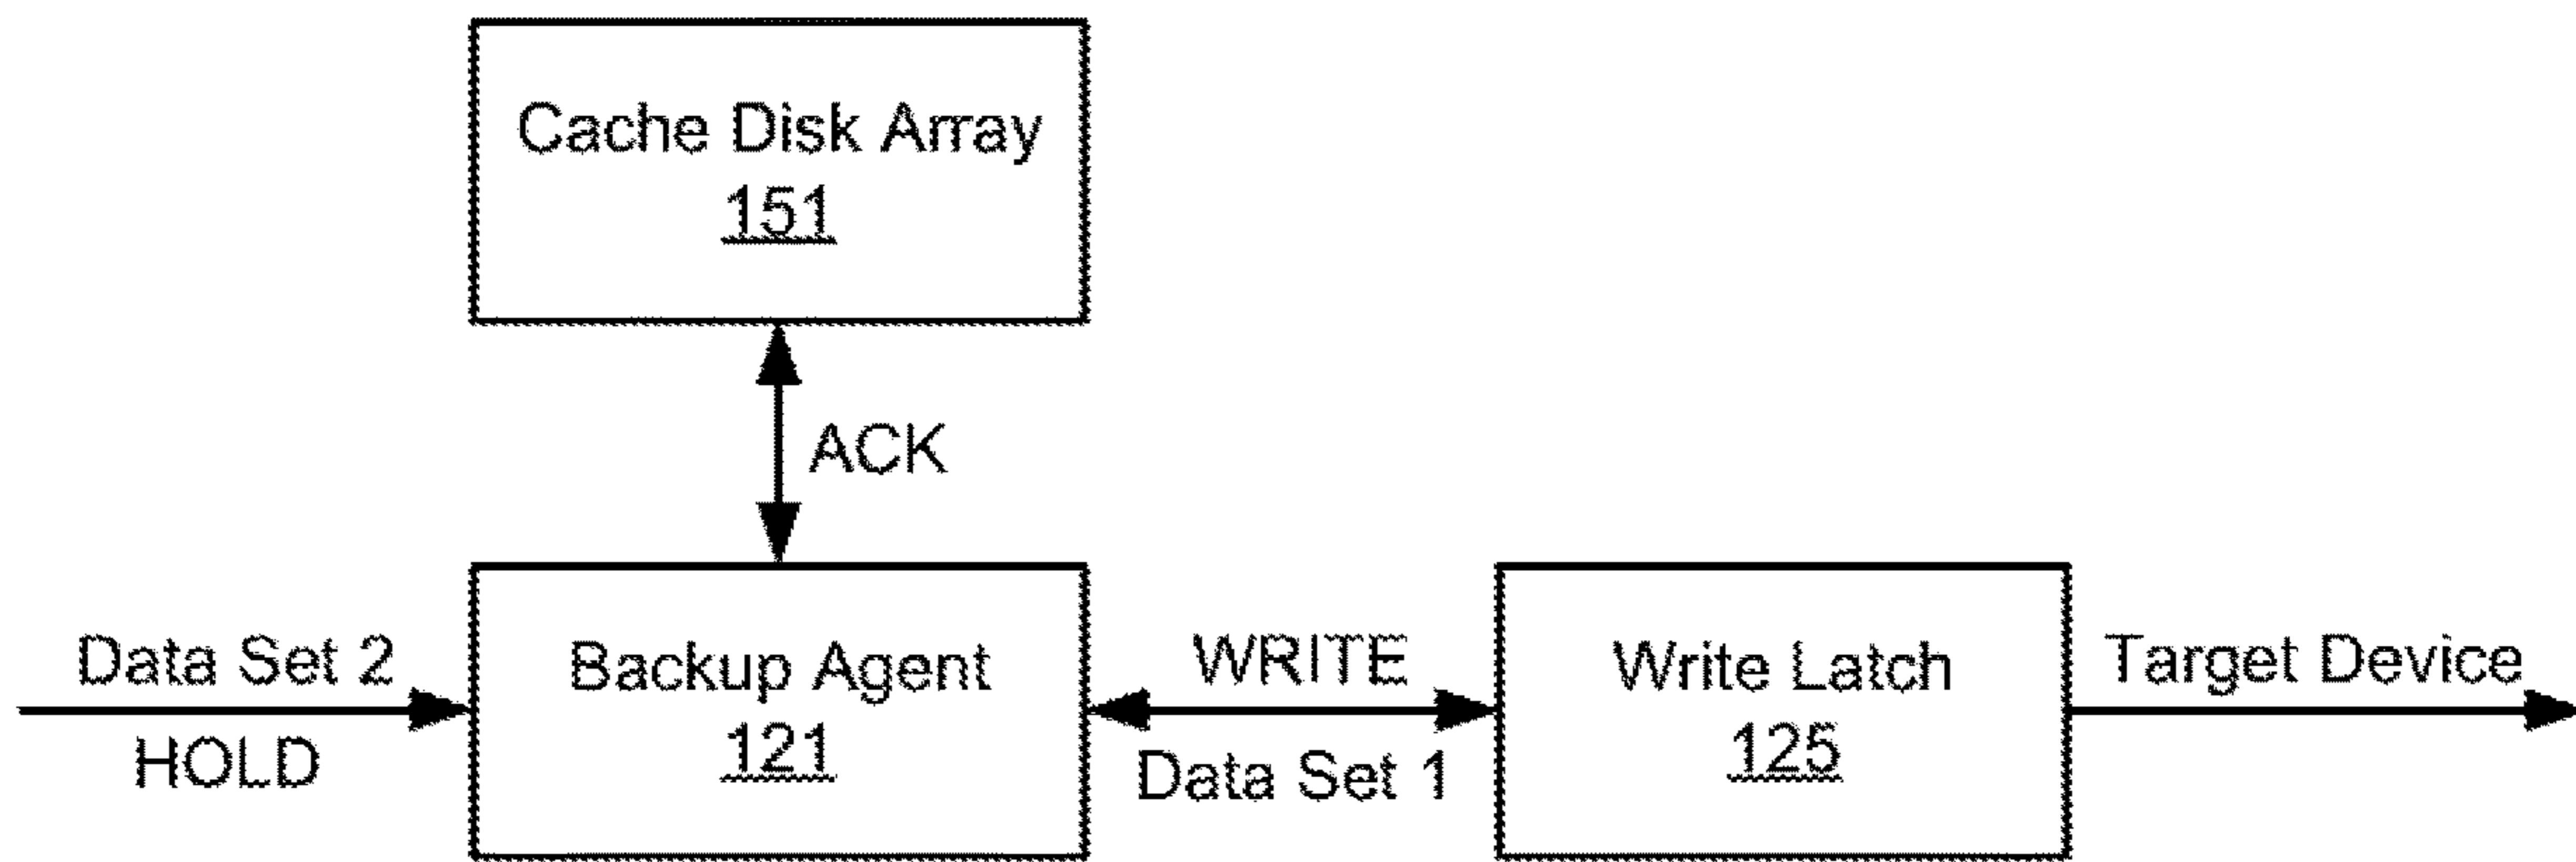 Cache Disk Array
151
ACK
Data Set 2
HOLD
Backup Agent
121
WRITE
Data Set 1
Write Latch
125
Target Device